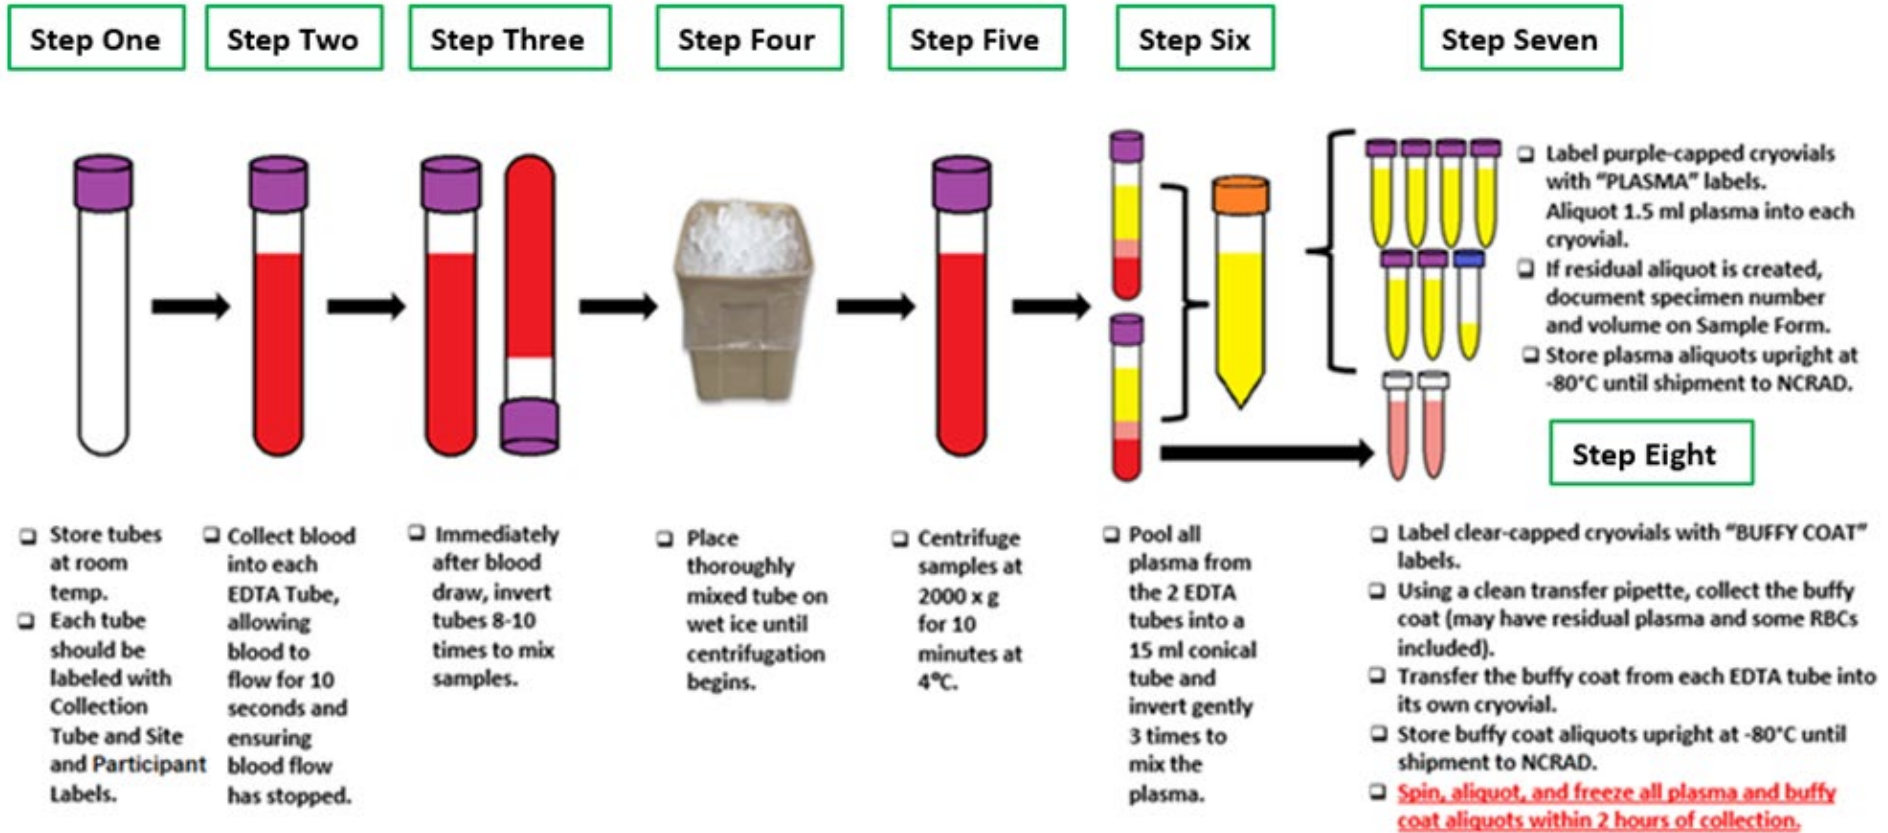 Step One
Step Two
Step Three
Step Four
Step Five
Step Six
Step Seven
Label purple-capped cryovials
with “PLASMA” labels.
Aliquot 1.5 ml plasma into each
cryovial.
If residual aliquot is created,
document specimen number
and volume on Sample Form.
Store plasma aliquots upright at
-80°C until shipment to NCRAD.
Step Eight
Store tubes
at room
temp.
Each tube
should be
labeled with
Collection
Tube and Site
and Participant
Labels.
Collect blood
into each
EDTA Tube,
allowing
blood to
flow for 10
seconds and
ensuring
blood flow
has stopped.
Immediately
after blood
draw, invert
tubes 8-10
times to mix
samples.
Place
thoroughly
mixed tube on
wet ice until
centrifugation
begins.
Centrifuge
samples at
2000 x g
for 10
minutes at
4°C.
Pool all
plasma from
the 2 EDTA
tubes into a
15 ml conical
tube and
invert gently
3 times to
mix the
plasma.
Label clear-capped cryovials with “BUFFY COAT”
labels.
Using a clean transfer pipette, collect the buffy
coat (may have residual plasma and some RBCs
included).
Transfer the buffy coat from each EDTA tube into
its own cryovial.
Store buffy coat aliquots upright at -80°C until
shipment to NCRAD.
Spin, aliquot, and freeze all plasma and buffy
coat aliquots within 2 hours of collection.